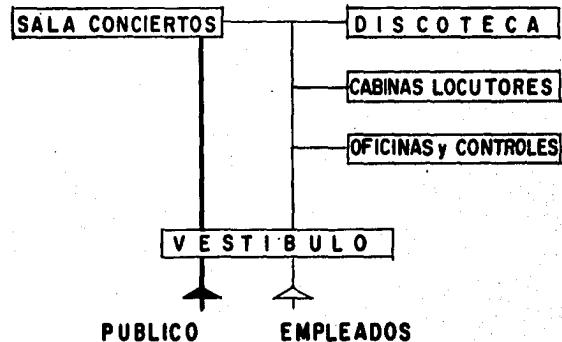 SALA CONCIERTOS
DISCOTECA
CABINAS LOCUTORES
OFICINAS y CONTROLES
VESTIBULO
PUBLICO EMPLEADOS